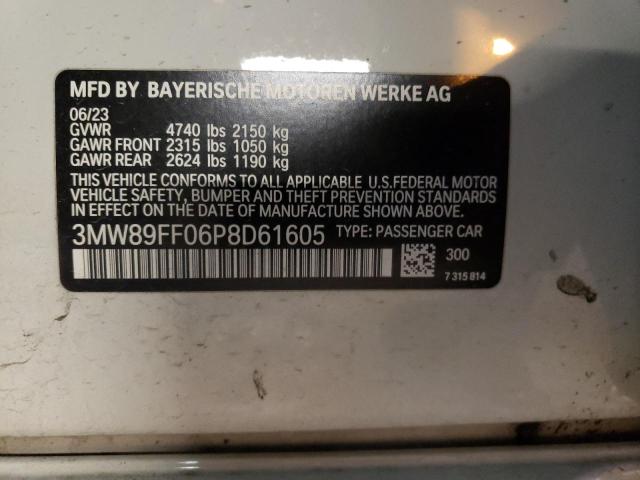 MFD BY BAYERISCHE MOTOREN WERKE AG
06/23
GVWR 4740 lbs 2150 kg
GAWR FRONT 2315 lbs 1050 kg
GAWR REAR 2624 lbs 1190 kg
THIS VEHICLE CONFORMS TO ALL APPLICABLE U.S.FEDERAL MOTOR
VEHICLE SAFETY, BUMPER, AND THEFT PREVENTION STANDARDS
IN EFFECT ON THE DATE OF MANUFACTURE SHOWN ABOVE.
3MW89FF06P8D61605 TYPE: PASSENGER CAR
300
7 315 814